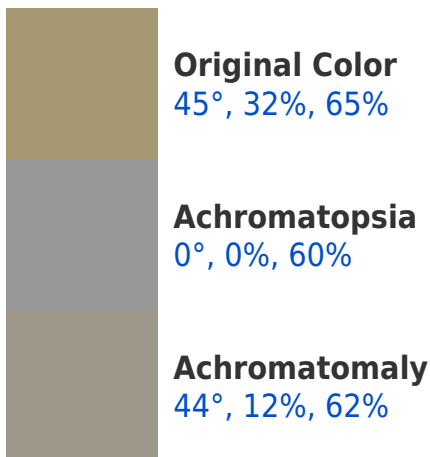 Original Color
45°, 32%, 65%
Achromatopsia
0°, 0%, 60%
Achromatomaly
44°, 12%, 62%